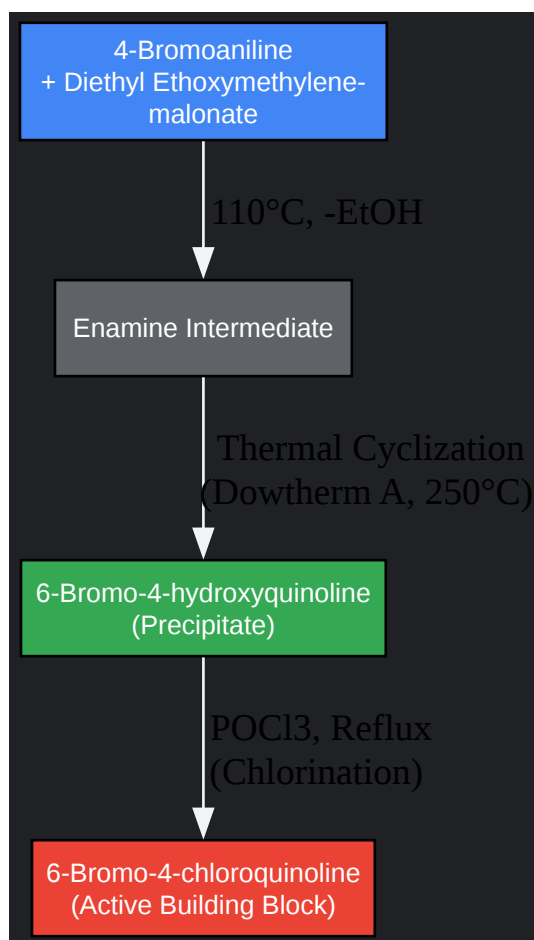 4-Bromoaniline
+ Diethyl Ethoxymethylene-
malonate
110°C, -EtOH
Enamine Intermediate
Thermal Cyclization
(Dowtherm A, 250°C)
6-Bromo-4-hydroxyquinoline
(Precipitate)
POCl3, Reflux
(Chlorination)
6-Bromo-4-chloroquinoline
(Active Building Block)